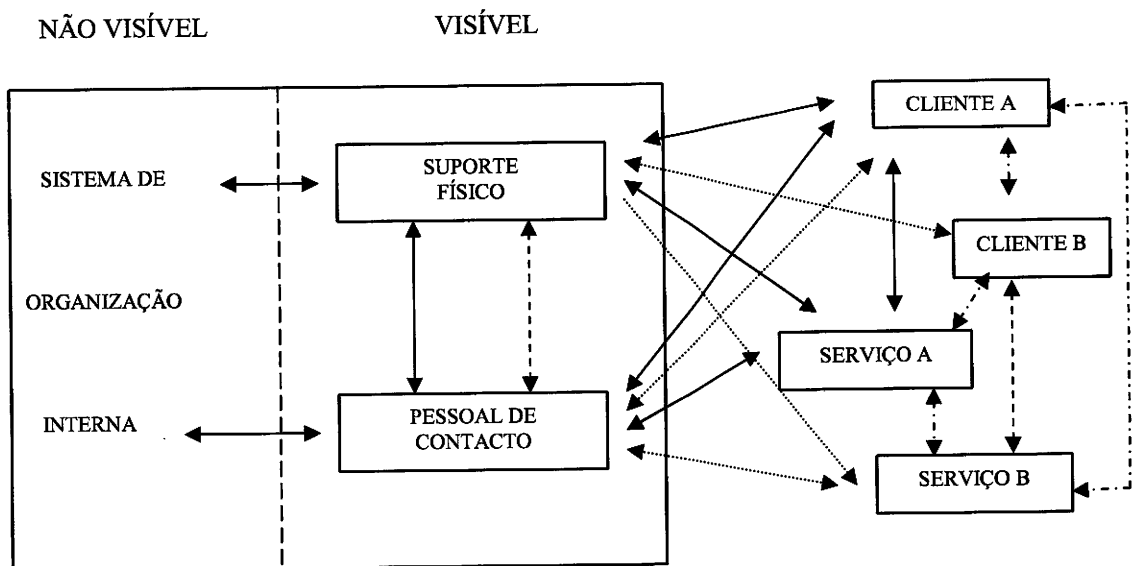 NÃO VISÍVEL
VISÍVEL
SISTEMA DE
ORGANIZAÇÃO
INTERNA
SUPORTE
FÍSICO
PESSOAL DE
CONTACTO
CLIENTE A
CLIENTE B
SERVIÇO A
SERVIÇO B